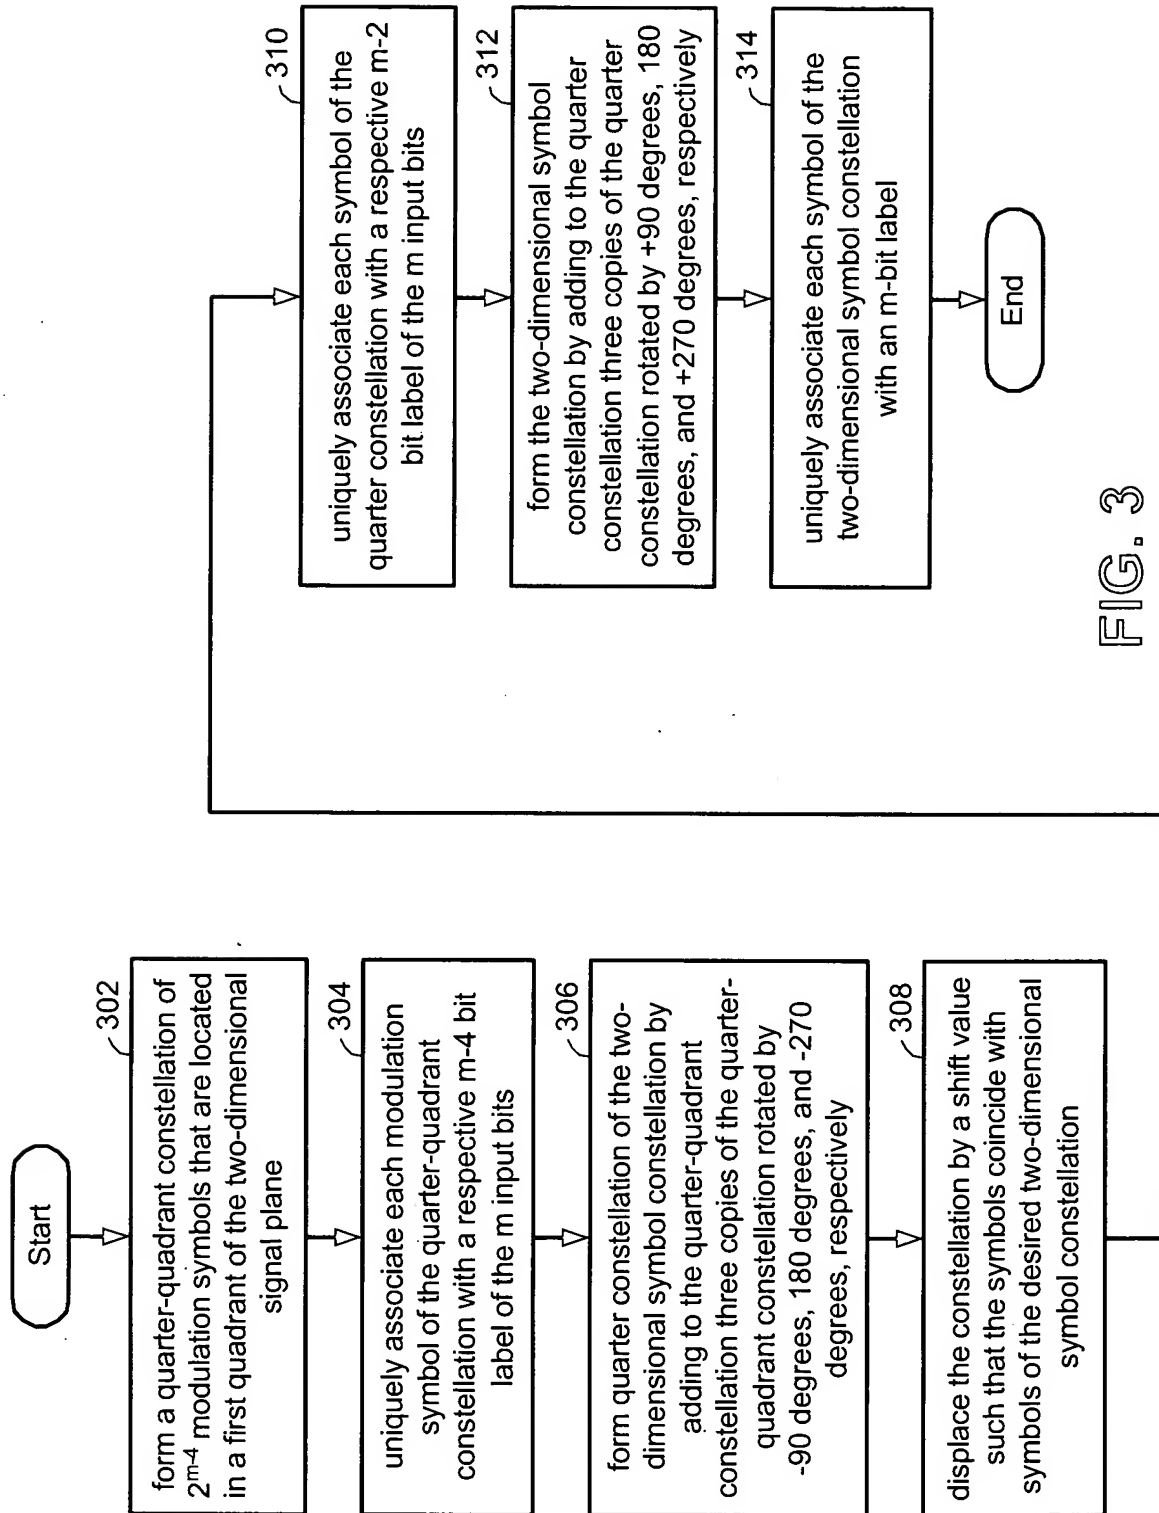 Start
302
form a quarter-quadrant constellation of
2^m-4 modulation symbols that are located
in a first quadrant of the two-dimensional
signal plane
304
uniquely associate each modulation
symbol of the quarter-quadrant
constellation with a respective m-4 bit
label of the m input bits
306
form quarter constellation of the two-
dimensional symbol constellation by
adding to the quarter-quadrant
constellation three copies of the quarter-
quadrant constellation rotated by
-90 degrees, 180 degrees, and -270
degrees, respectively
308
displace the constellation by a shift value
such that the symbols coincide with
symbols of the desired two-dimensional
symbol constellation
310
uniquely associate each symbol of the
quarter constellation with a respective m-2
bit label of the m input bits
312
form the two-dimensional symbol
constellation by adding to the quarter
constellation three copies of the quarter
constellation rotated by +90 degrees, 180
degrees, and +270 degrees, respectively
314
uniquely associate each symbol of the
two-dimensional symbol constellation
with an m-bit label
End
FIG. 3